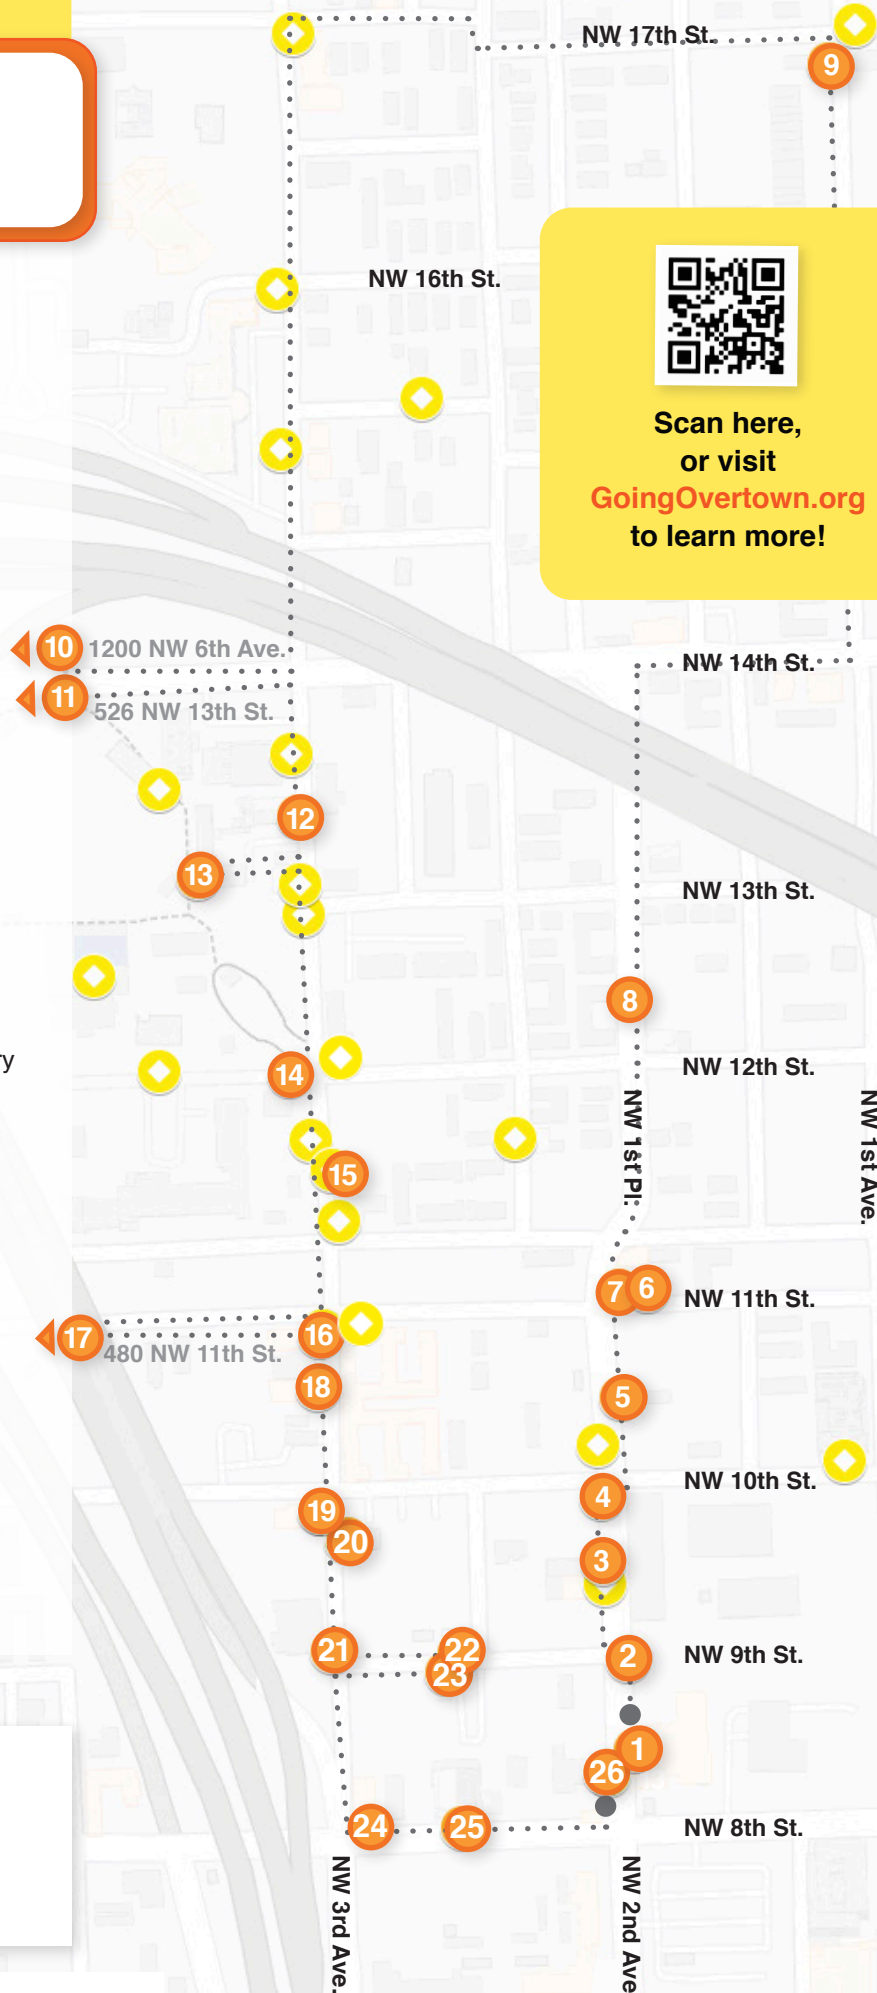 NW 17th St.
9
NW 16th St.
Scan here,
or visit
GoingOvertown.org
to learn more!
10
1200 NW 6th Ave.
NW 14th St.
11
526 NW 13th St.
12
13
NW 13th St.
8
ry
14
NW 12th St.
NW 1st Pl.
NW 1st Ave.
15
7
6
NW 11th St.
17
16
480 NW 11th St.
18
5
NW 10th St.
4
19
20
3
21
22
23
2
NW 9th St.
1
26
24
25
NW 8th St.
NW 3rd Ave.
NW 2nd Ave